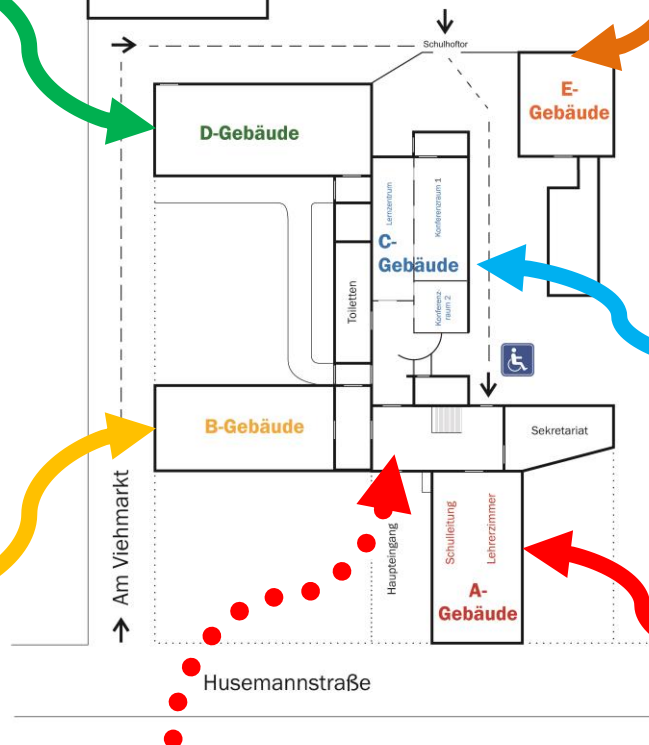 Schulhoftor
E-
Gebäude
D-Gebäude
Lernzentrum
Konferenzraum 1
C-
Gebäude
Konferenz-
raum 2
Toiletten
B-Gebäude
Sekretariat
Am Viehmarkt
Haupteingang
Schulleitung
Lehrerzimmer
A-
Gebäude
Husemannstraße